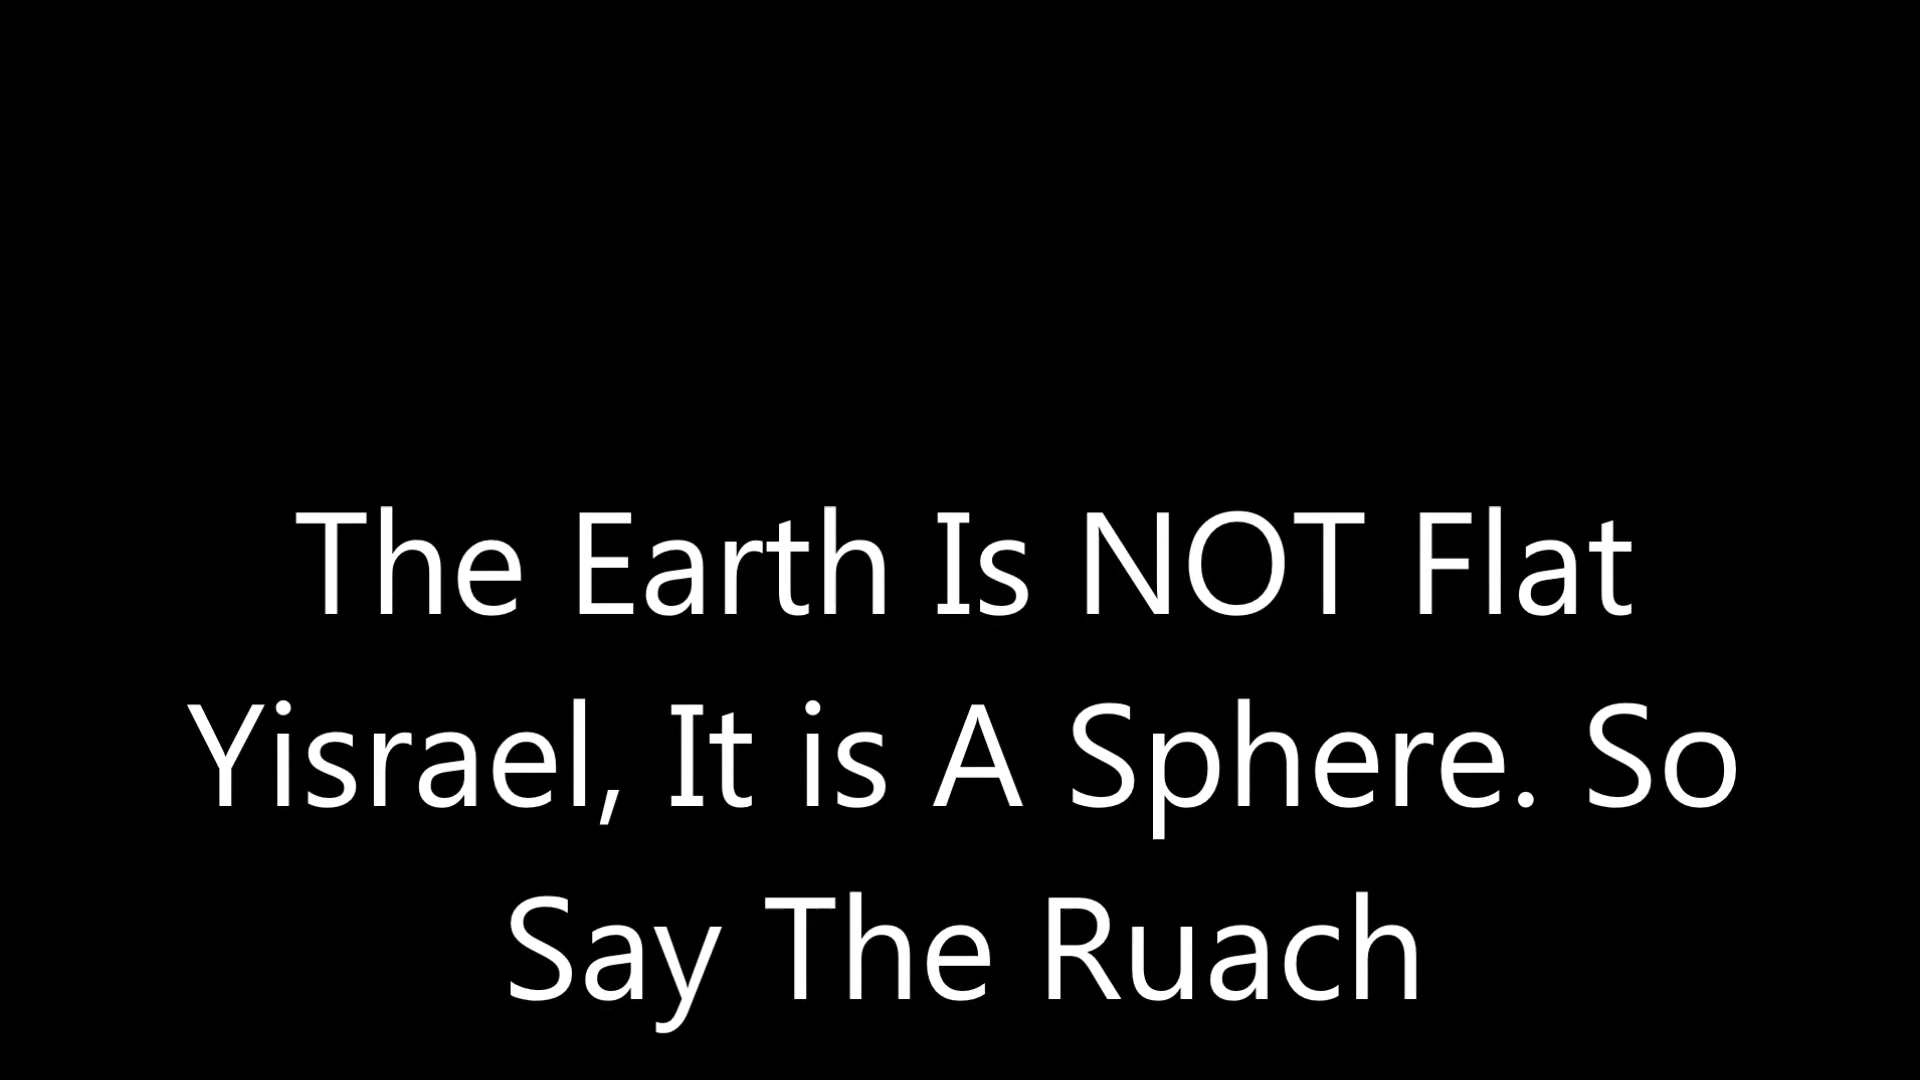 The Earth Is NOT Flat
Yisrael, It is A Sphere. So
Say The Ruach